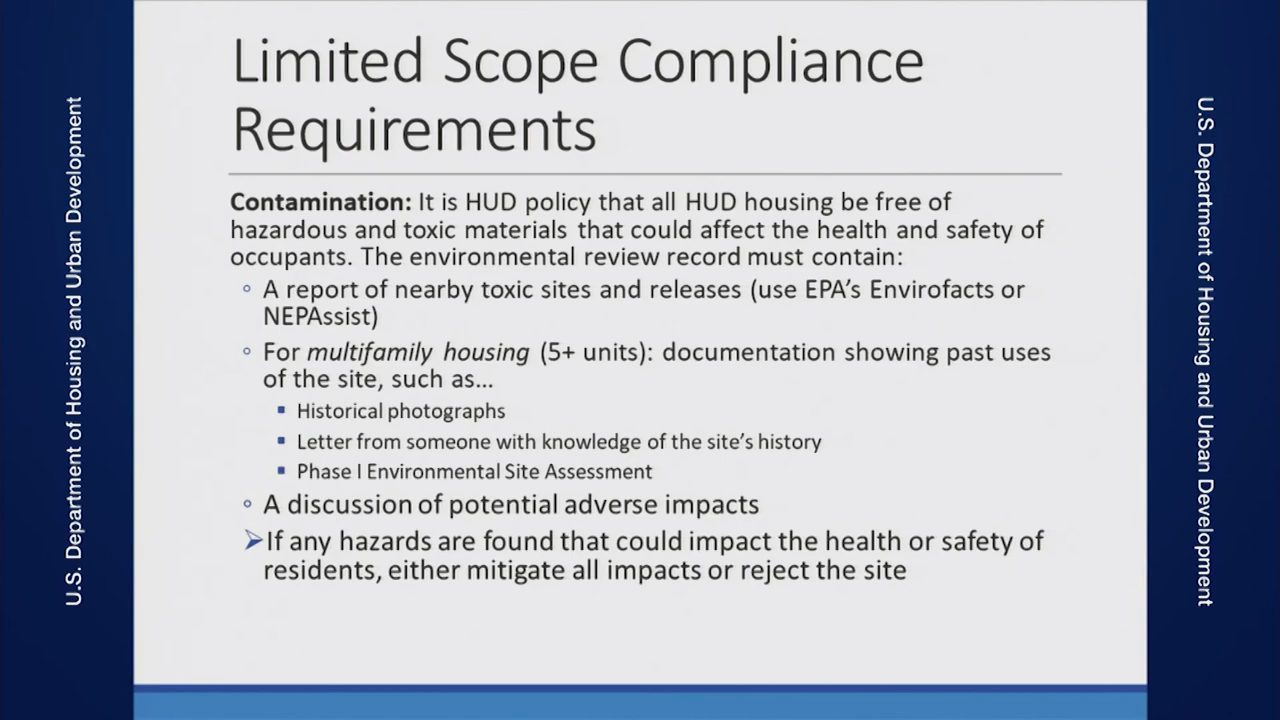 Limited Scope Compliance
Requirements
Contamination: It is HUD policy that all HUD housing be free of
hazardous and toxic materials that could affect the health and safety of
occupants. The environmental review record must contain:
◦ A report of nearby toxic sites and releases (use EPA's Envirofacts or
NEPAssist)
◦ For multifamily housing (5+ units): documentation showing past uses
of the site, such as…
▪ Historical photographs
▪ Letter from someone with knowledge of the site's history
▪ Phase I Environmental Site Assessment
◦ A discussion of potential adverse impacts
➢If any hazards are found that could impact the health or safety of
residents, either mitigate all impacts or reject the site
U.S. Department of Housing and Urban Development
U.S. Department of Housing and Urban Development